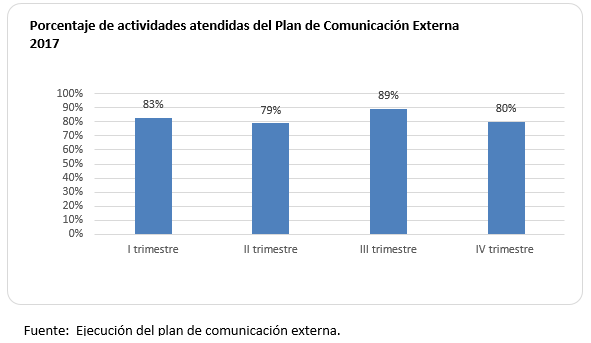 Porcentaje de actividades atendidas del Plan de Comunicación Externa
2017
100%
90%
80%
70%
60%
50%
40%
30%
20%
10%
0%
83%
79%
89%
80%
I trimestre
II trimestre
III trimestre
IV trimestre
Fuente: Ejecución del plan de comunicación externa.